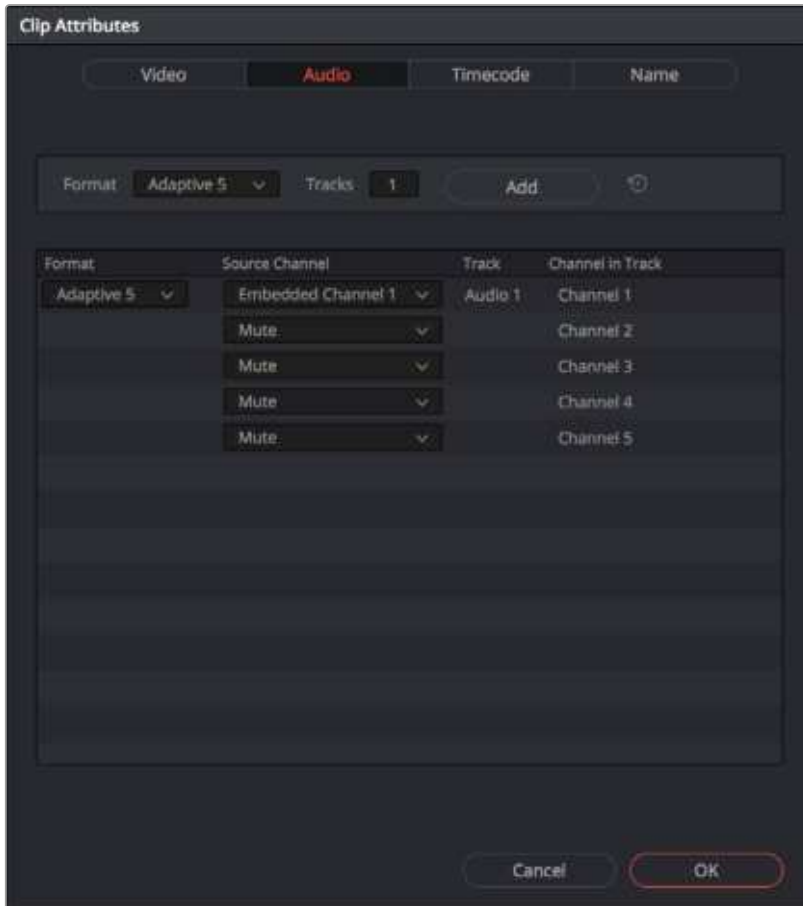 Clip Attributes
Video Audio Timecode Name
Format Adaptive 5 Tracks 1 Add
Format Source Channel Track Channel in Track
Adaptive 5 Embedded Channel 1 Audio 1 Channel 1
Mute Channel 2
Mute Channel 3
Mute Channel 4
Mute Channel 5
Cancel OK